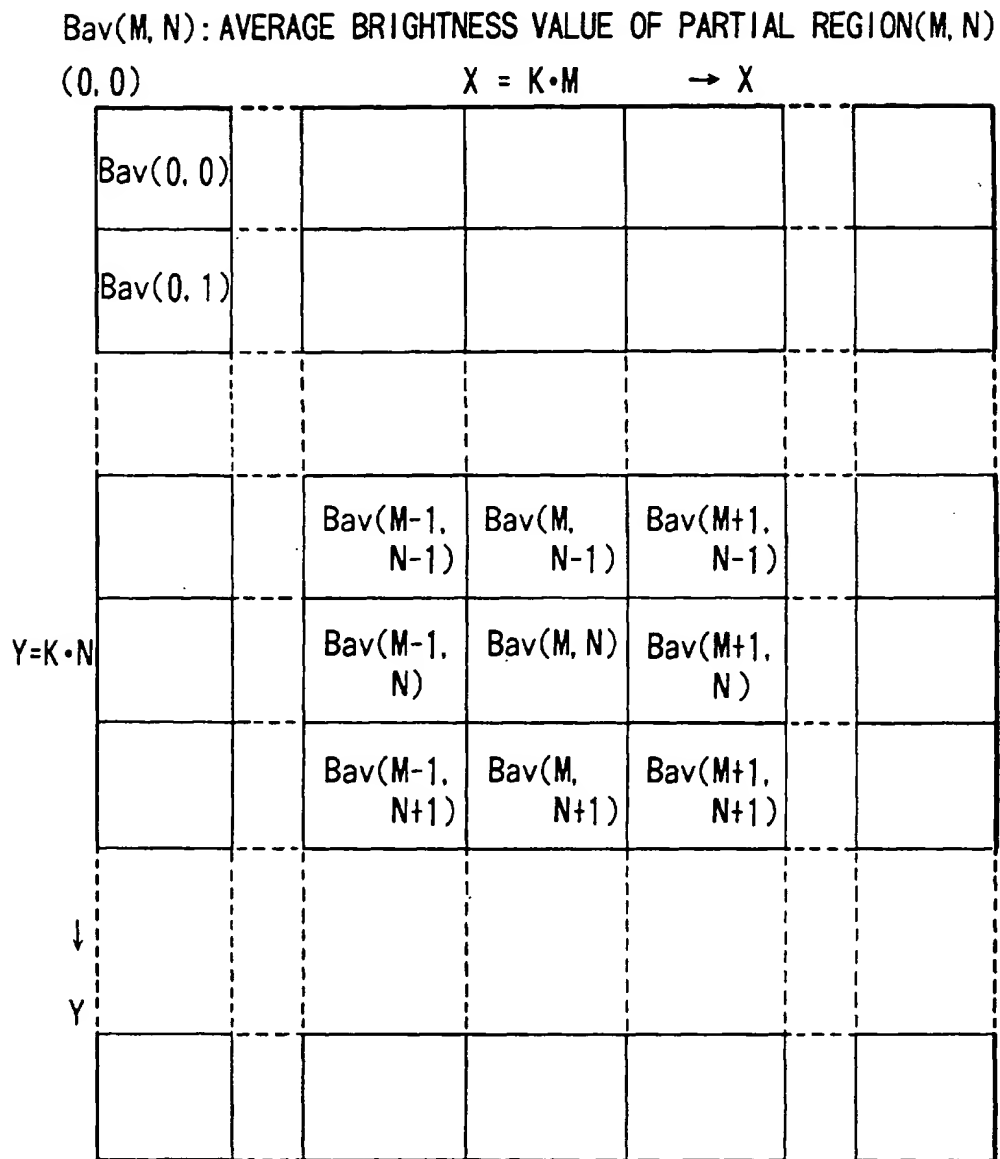 Bav(M, N): AVERAGE BRIGHTNESS VALUE OF PARTIAL REGION(M, N)
(0, 0) X = K•M → X
Bav(0, 0)
Bav(0, 1)
Bav(M-1, Bav(M, Bav(M+1,
N-1) N-1) N-1)
Y=K•N Bav(M-1, Bav(M, N) Bav(M+1,
N) N)
Bav(M-1, Bav(M, Bav(M+1,
N+1) N+1) N+1)
↓
Y